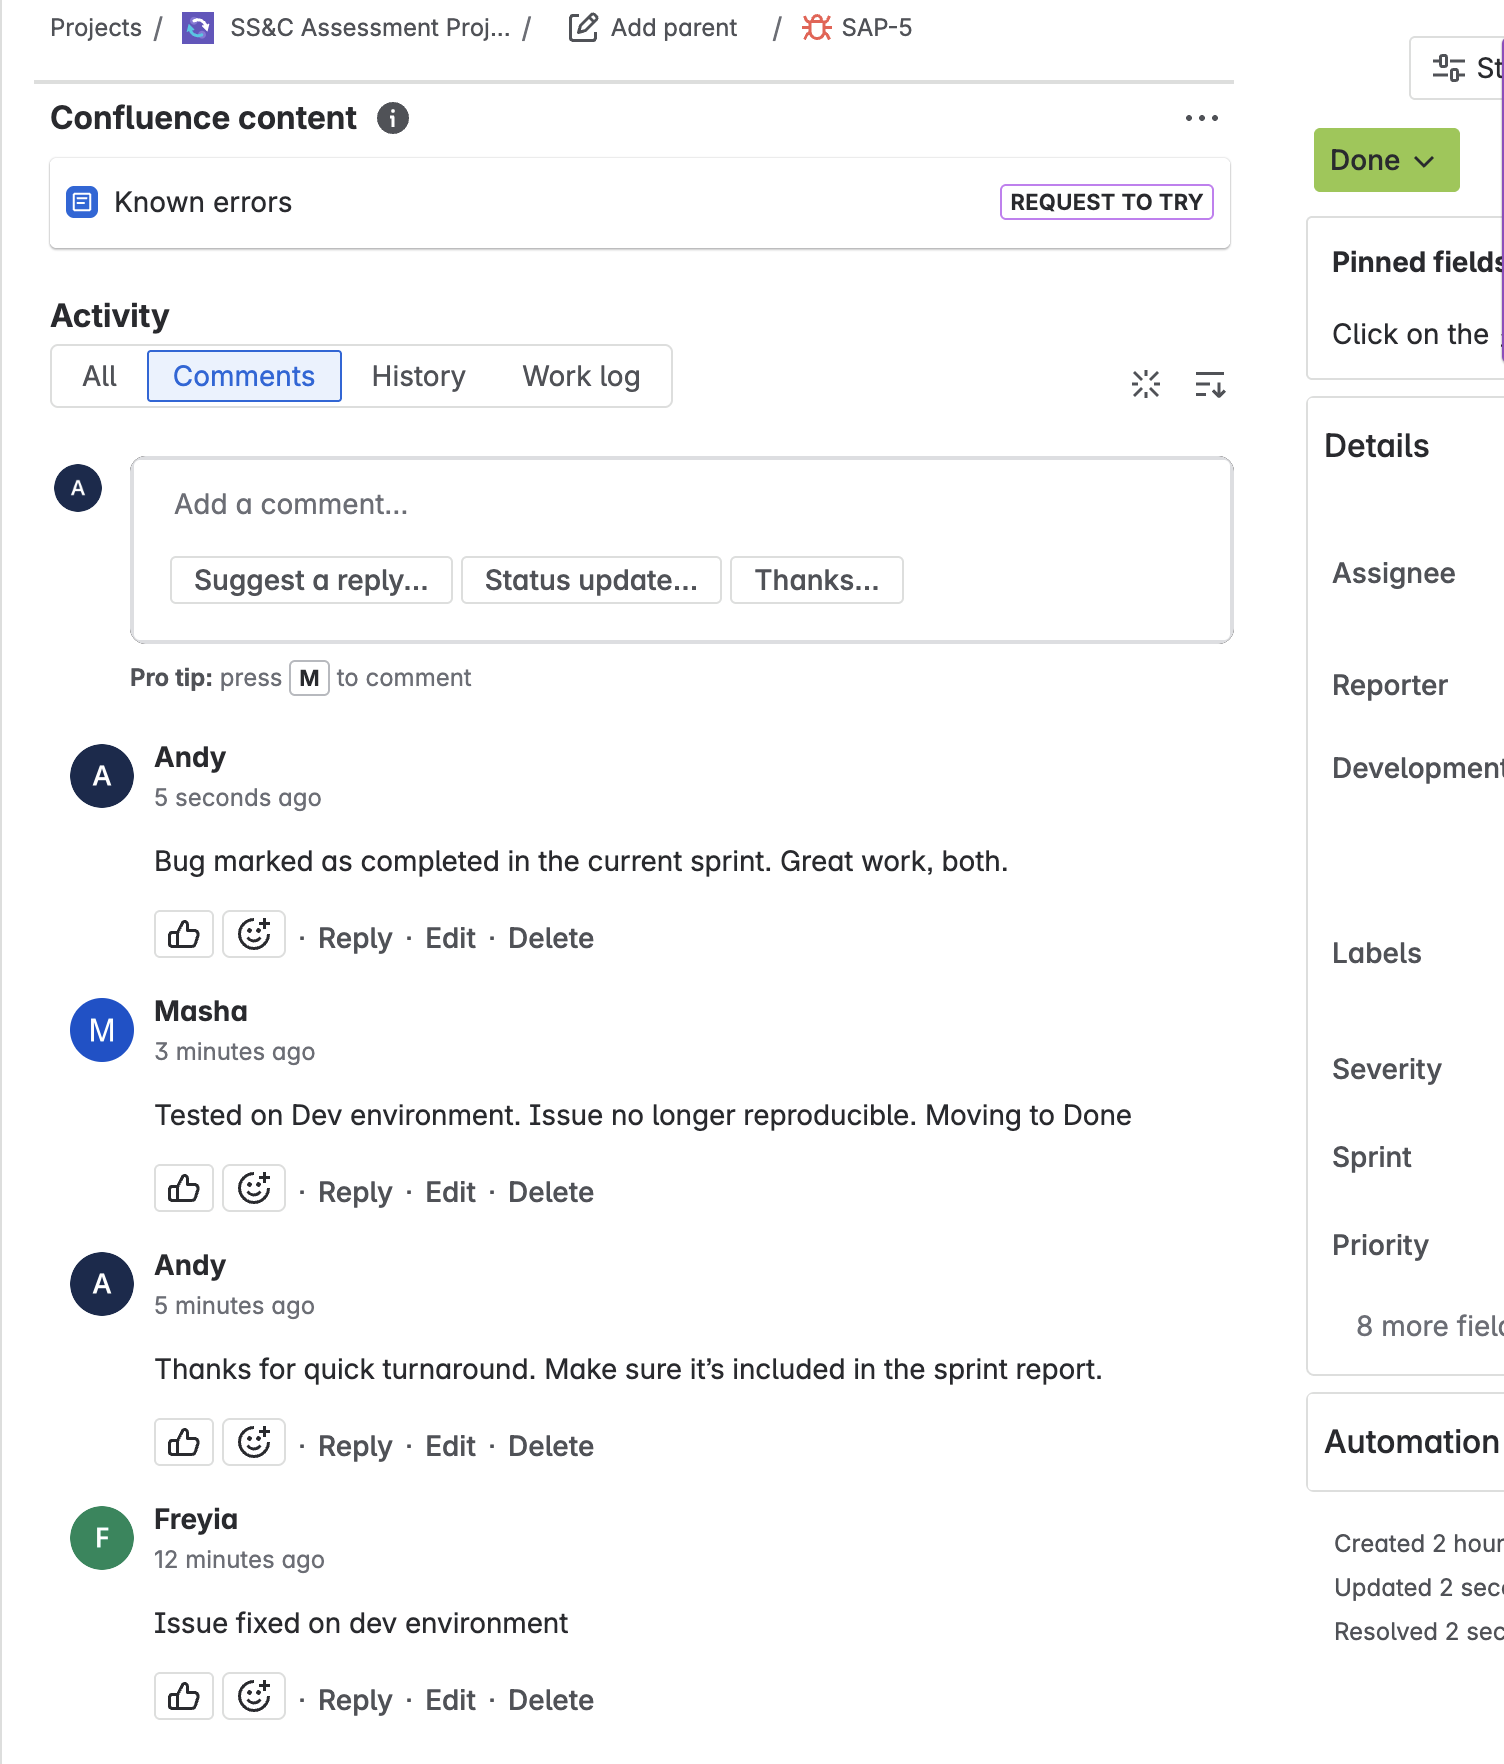 Projects / SS&C Assessment Proj... / Add parent / SAP-5
Confluence content
Known errors REQUEST TO TRY
Activity
All Comments History Work log
A
Add a comment...
Suggest a reply... Status update... Thanks...
Pro tip: press M to comment
A
Andy
5 seconds ago
Bug marked as completed in the current sprint. Great work, both.
· Reply · Edit · Delete
M
Masha
3 minutes ago
Tested on Dev environment. Issue no longer reproducible. Moving to Done
· Reply · Edit · Delete
A
Andy
5 minutes ago
Thanks for quick turnaround. Make sure it’s included in the sprint report.
· Reply · Edit · Delete
F
Freyia
12 minutes ago
Issue fixed on dev environment
· Reply · Edit · Delete
St
Done
Pinned fields
Click on the
Details
Assignee
Reporter
Development
Labels
Severity
Sprint
Priority
8 more fiel
Automation
Created 2 hour
Updated 2 sec
Resolved 2 sec